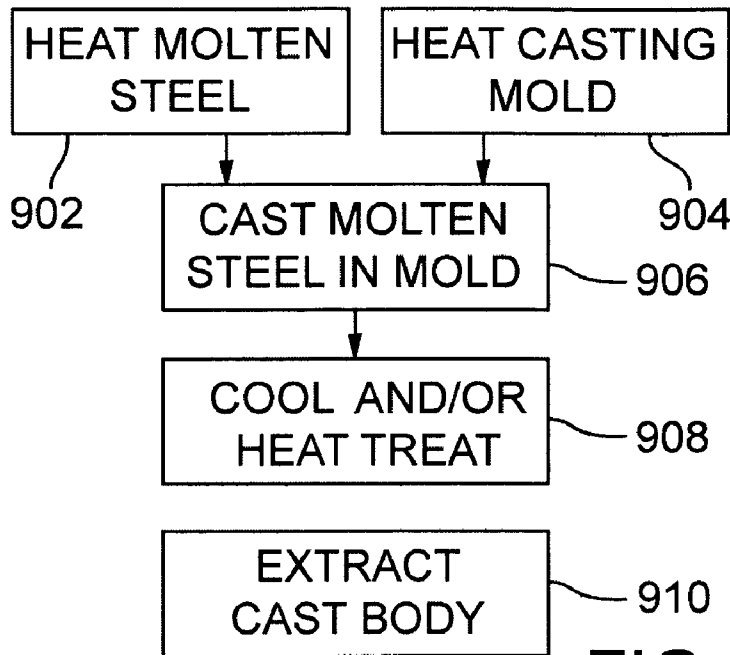 HEAT MOLTEN
STEEL
HEAT CASTING
MOLD
902
904
CAST MOLTEN
STEEL IN MOLD
906
COOL AND/OR
HEAT TREAT
908
EXTRACT
CAST BODY
910